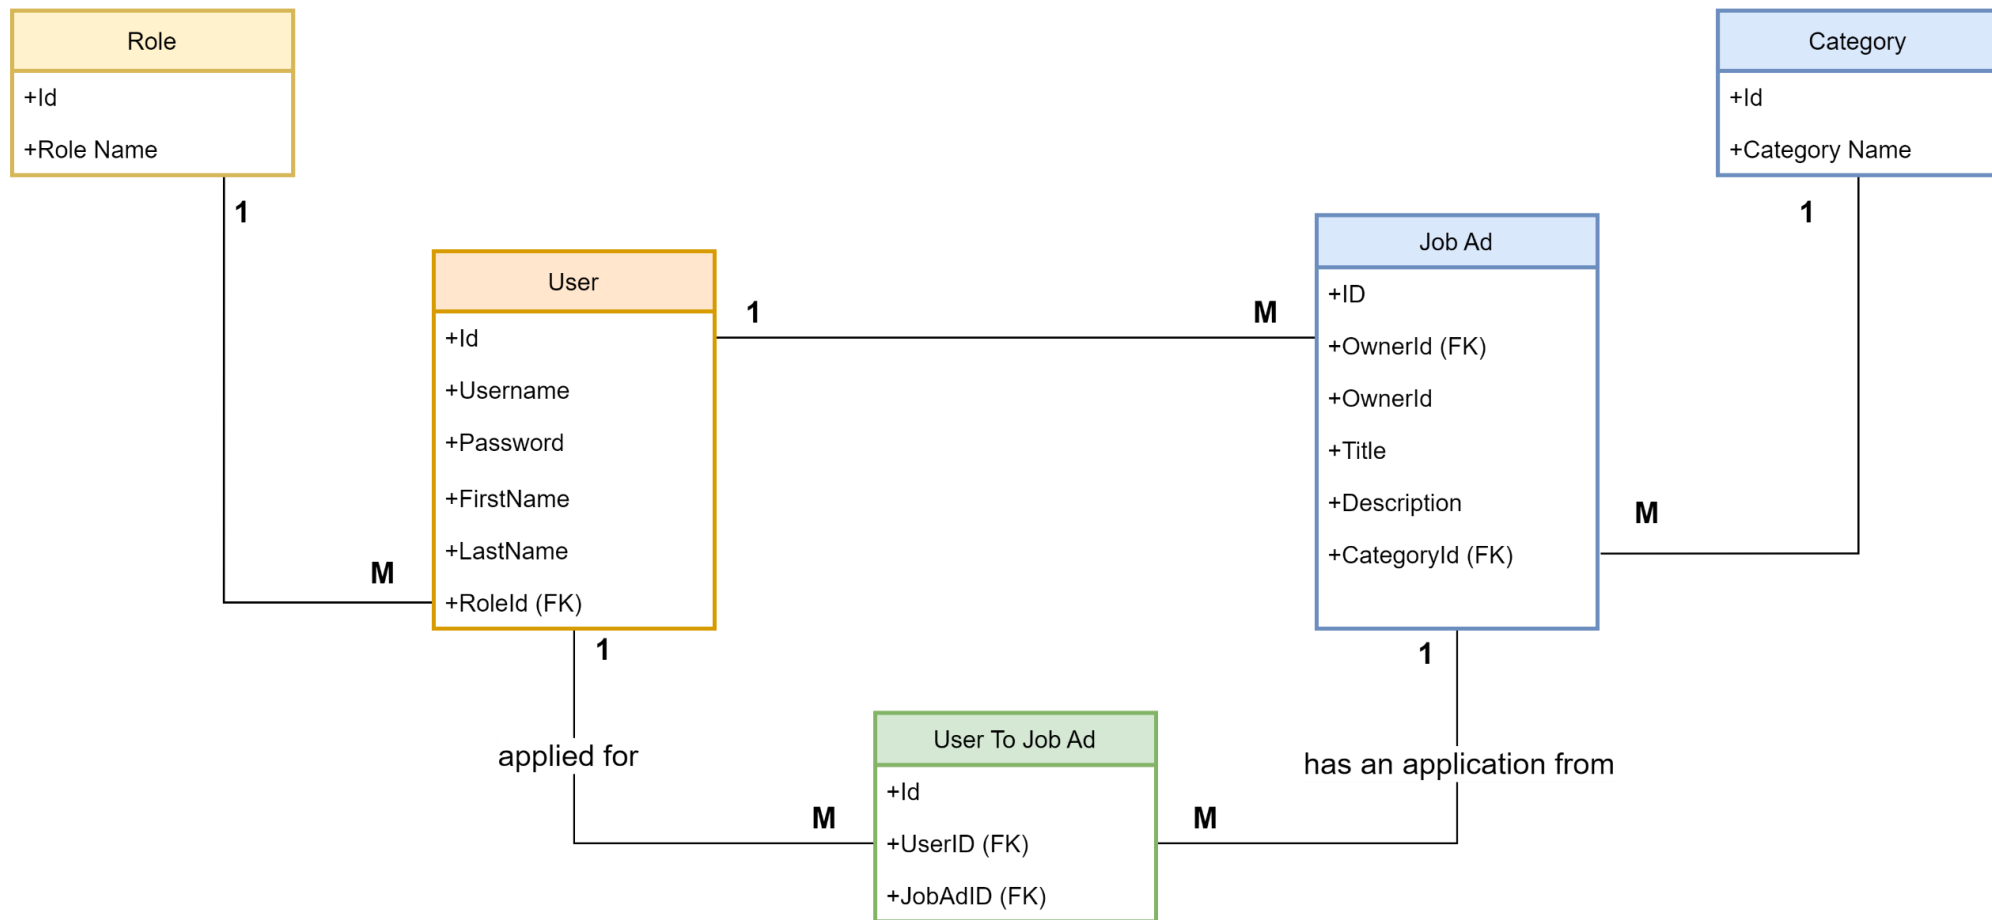 Role
+Id
+Role Name
1
M
User
+Id
+Username
+Password
+FirstName
+LastName
+RoleId (FK)
1
M
Job Ad
+ID
+OwnerId (FK)
+OwnerId
+Title
+Description
+CategoryId (FK)
Category
+Id
+Category Name
1
M
1
applied for
M
User To Job Ad
+Id
+UserID (FK)
+JobAdID (FK)
1
has an application from
M